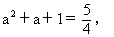 a² + a + 1 = 5/4 ,